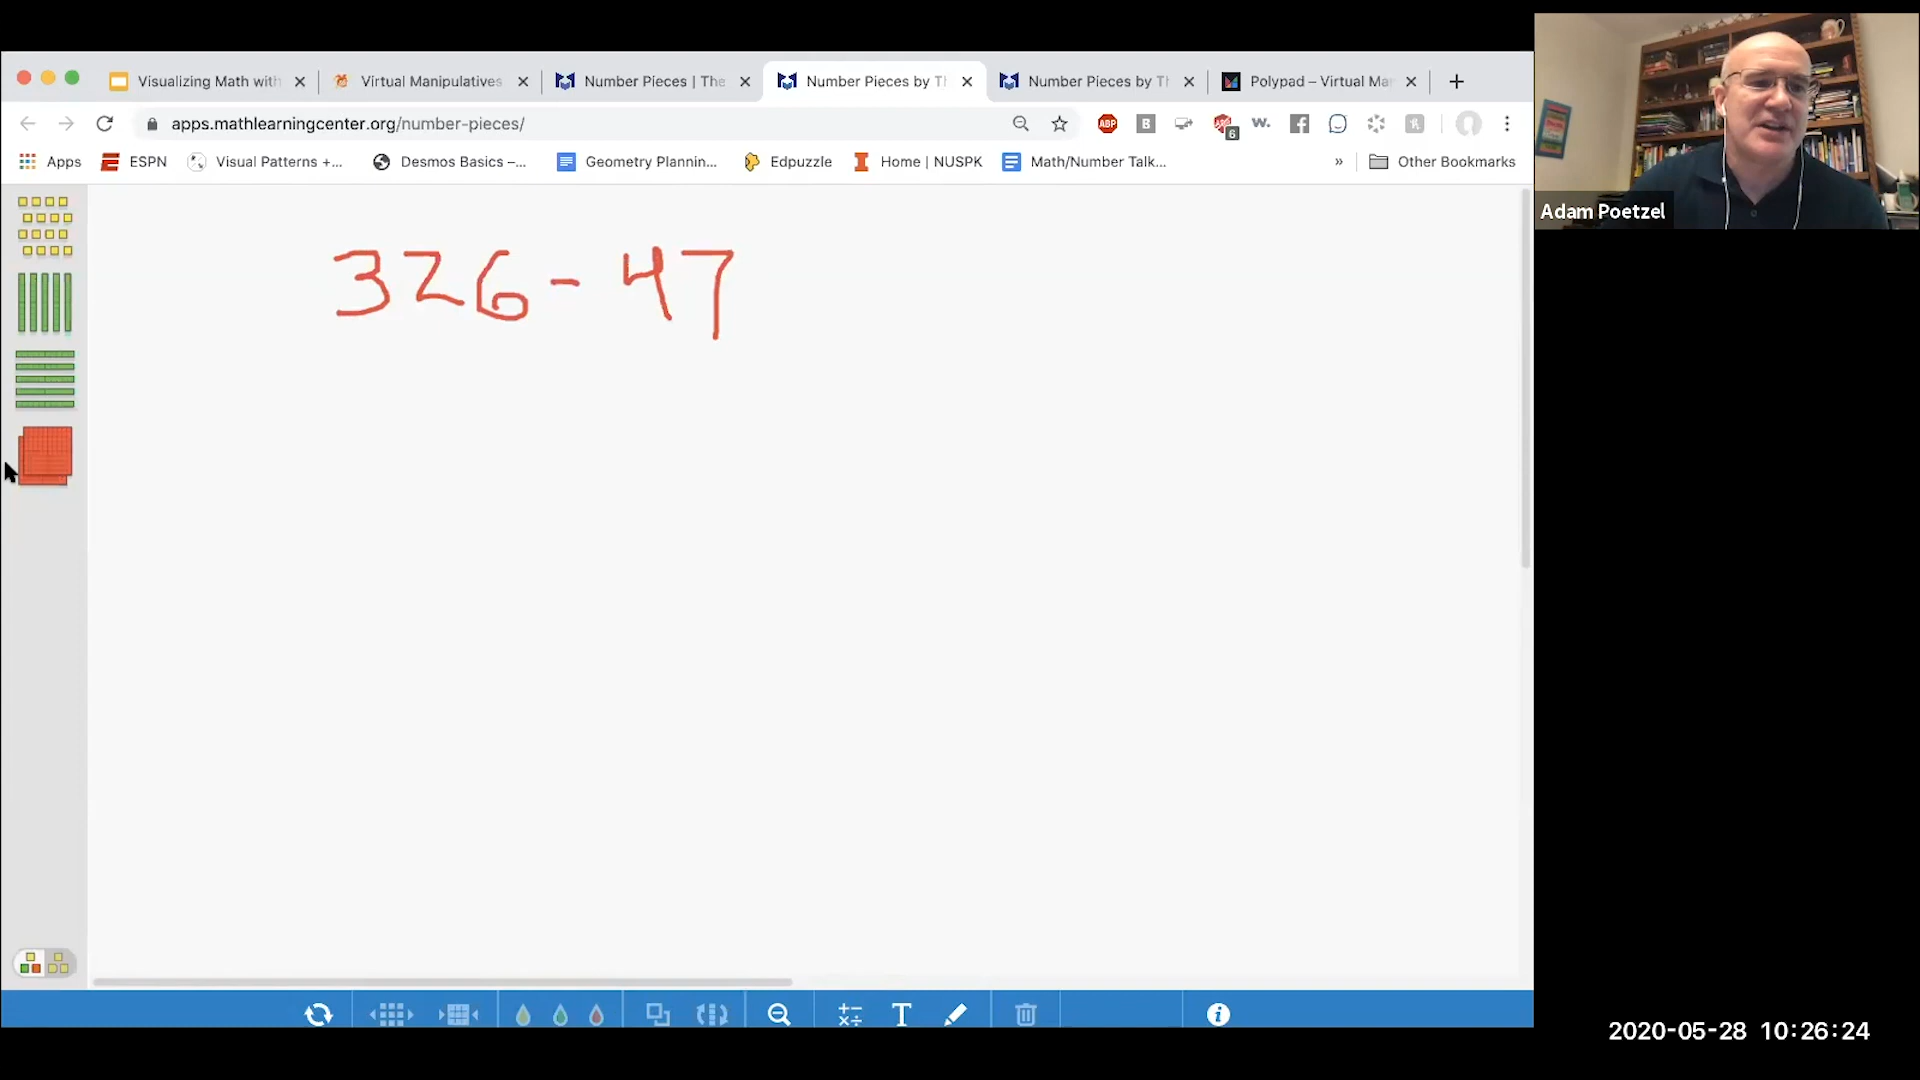 Visualizing Math with
Virtual Manipulatives
Number Pieces | The
Number Pieces by Th
Number Pieces by Th
Polypad – Virtual Ma
apps.mathlearningcenter.org/number-pieces/
ABP
B
6
w.
Apps
ESPN
Visual Patterns +...
Desmos Basics –...
Geometry Plannin...
Edpuzzle
Home | NUSPK
Math/Number Talk...
»
Other Bookmarks
326 - 47
Adam Poetzel
T
2020-05-28 10:26:24